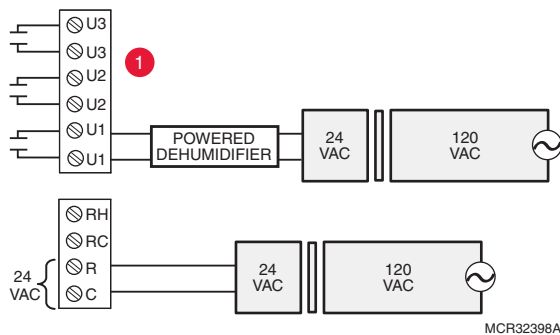 U3
U3
U2
U2
U1
U1
1
POWERED
DEHUMIDIFIER
24
VAC
120
VAC
RH
RC
R
C
24
VAC
24
VAC
120
VAC
MCR32398A